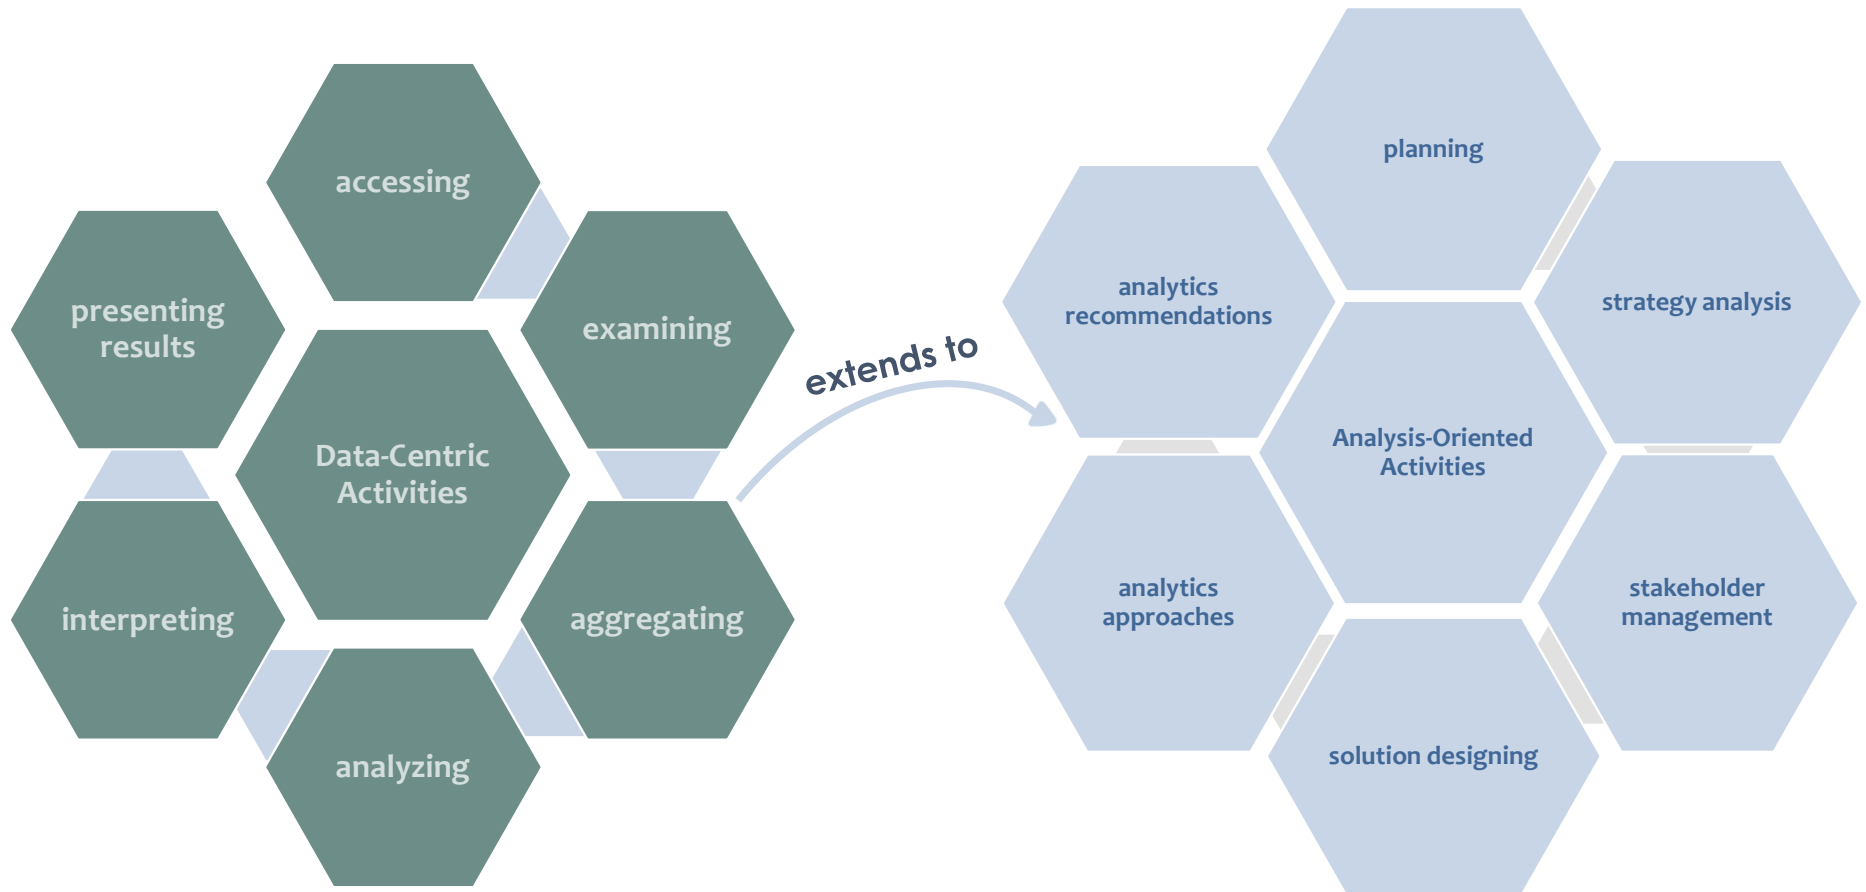 accessing
presenting
results
examining
Data-Centric
Activities
interpreting
aggregating
analyzing
extends to
planning
analytics
recommendations
strategy analysis
Analysis-Oriented
Activities
analytics
approaches
stakeholder
management
solution designing